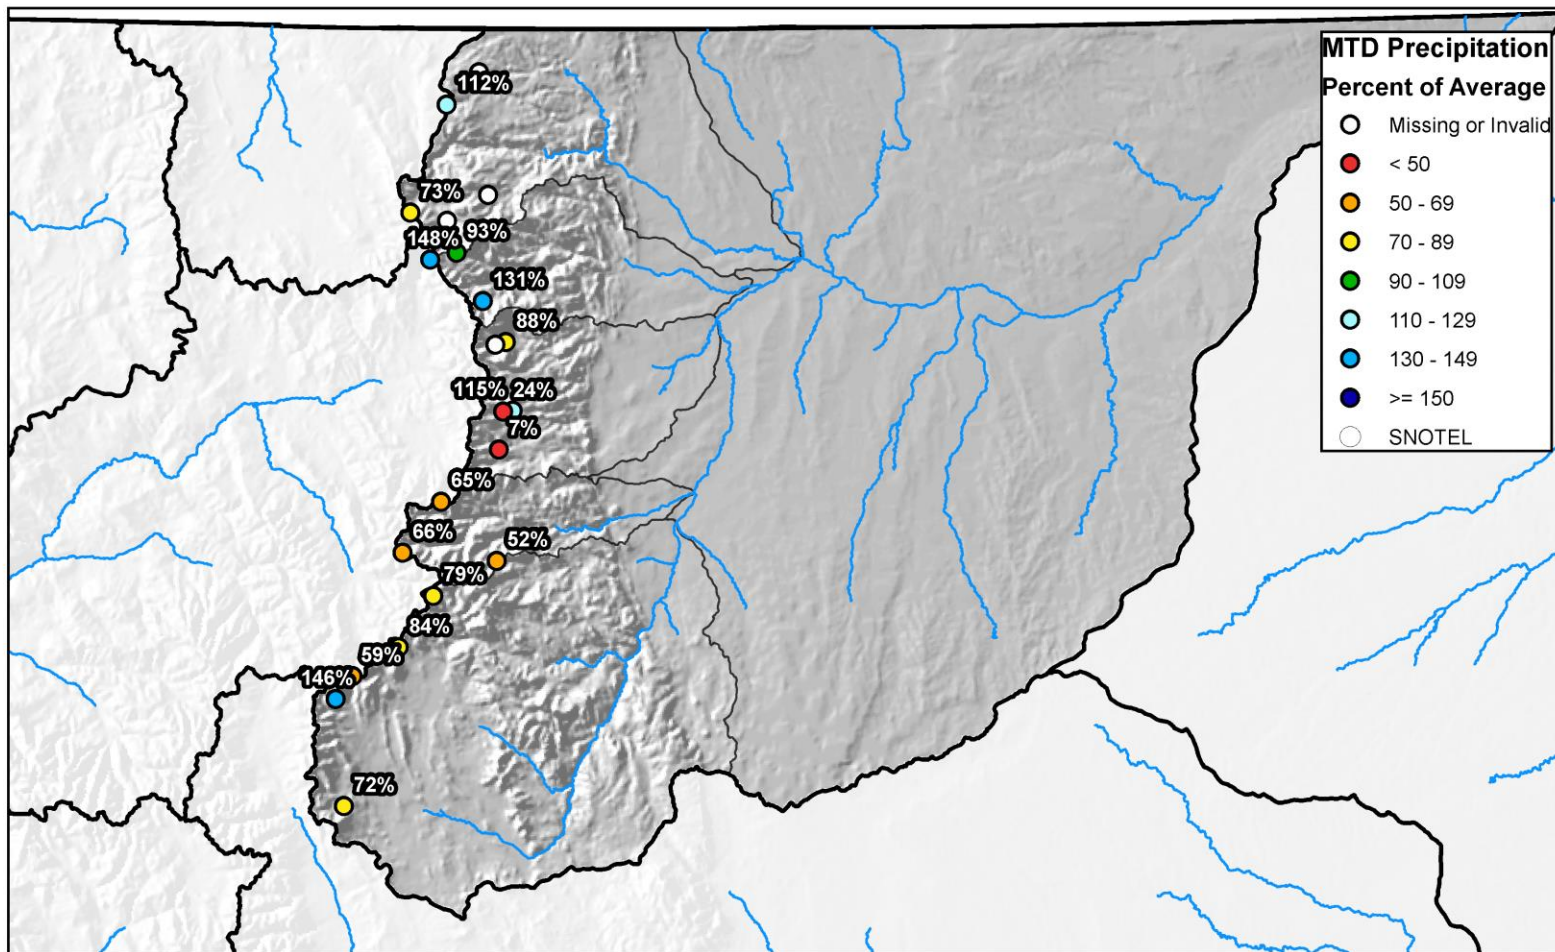 MTD Precipitation
Percent of Average
Missing or Invalid
< 50
50 - 69
70 - 89
90 - 109
110 - 129
130 - 149
>= 150
SNOTEL
112%
73%
93%
148%
131%
88%
115% 24%
7%
65%
66%
52%
79%
84%
59%
146%
72%